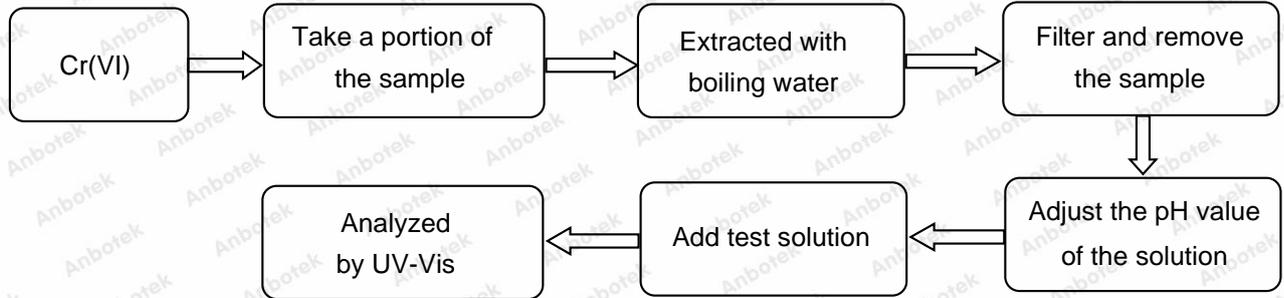 Cr(VI)
Take a portion of
the sample
Extracted with
boiling water
Filter and remove
the sample
Adjust the pH value
of the solution
Add test solution
Analyzed
by UV-Vis
Anbotek